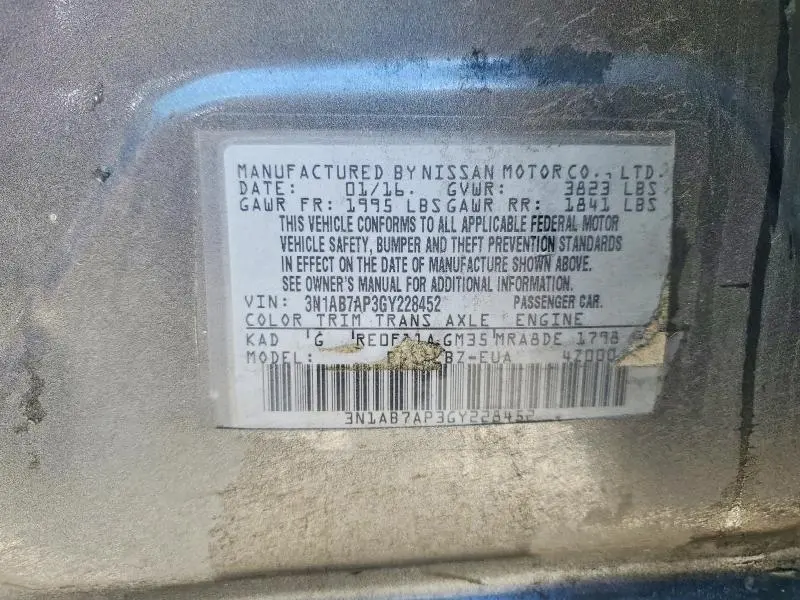 MANUFACTURED BY NISSAN MOTOR CO., LTD.
DATE: 01/16 GVWR: 3823 LBS
GAWR FR: 1995 LBS GAWR RR: 1841 LBS
THIS VEHICLE CONFORMS TO ALL APPLICABLE FEDERAL MOTOR
VEHICLE SAFETY, BUMPER AND THEFT PREVENTION STANDARDS
IN EFFECT ON THE DATE OF MANUFACTURE SHOWN ABOVE.
SEE OWNER'S MANUAL FOR ADDITIONAL INFORMATION.
VIN: 3N1AB7AP3GY228452 PASSENGER CAR.
COLOR TRIM TRANS AXLE ENGINE
KAD G GM35 MRA8DE 1798
MODEL: BZ-EUA 4Z000
3N1AB7AP3GY228452